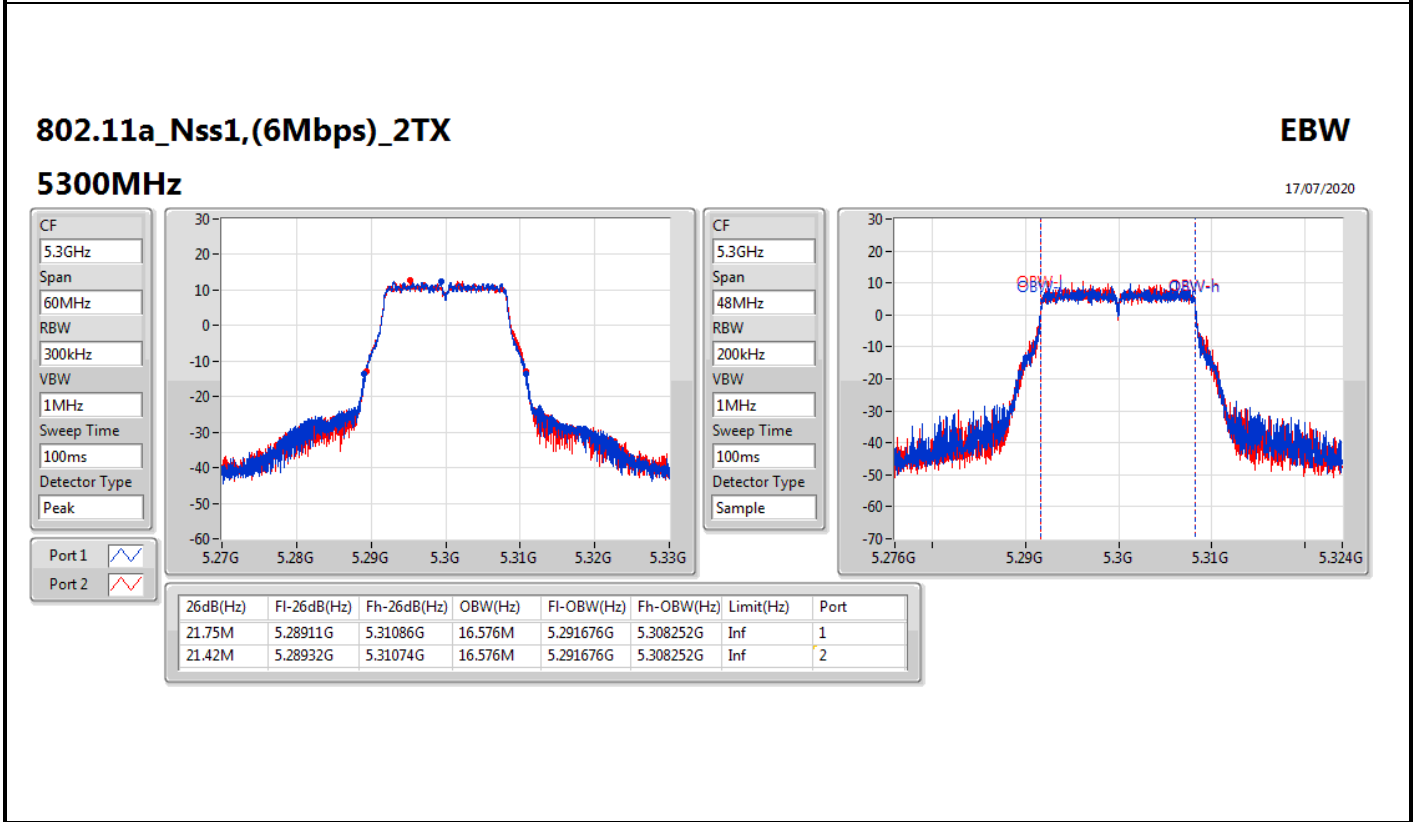 802.11a_Nss1,(6Mbps)_2TX
EBW
5300MHz
17/07/2020
CF
5.3GHz
Span
60MHz
RBW
300kHz
VBW
1MHz
Sweep Time
100ms
Detector Type
Peak
Port 1
Port 2
30
20
10
0
-10
-20
-30
-40
-50
-60
5.27G 5.28G 5.29G 5.3G 5.31G 5.32G 5.33G
CF
5.3GHz
Span
48MHz
RBW
200kHz
VBW
1MHz
Sweep Time
100ms
Detector Type
Sample
30
20
10
0
-10
-20
-30
-40
-50
-60
-70
OBW-l OBW-h
5.276G 5.29G 5.3G 5.31G 5.324G
26dB(Hz) Fl-26dB(Hz) Fh-26dB(Hz) OBW(Hz) Fl-OBW(Hz) Fh-OBW(Hz) Limit(Hz) Port
21.75M 5.28911G 5.31086G 16.576M 5.291676G 5.308252G Inf 1
21.42M 5.28932G 5.31074G 16.576M 5.291676G 5.308252G Inf 2